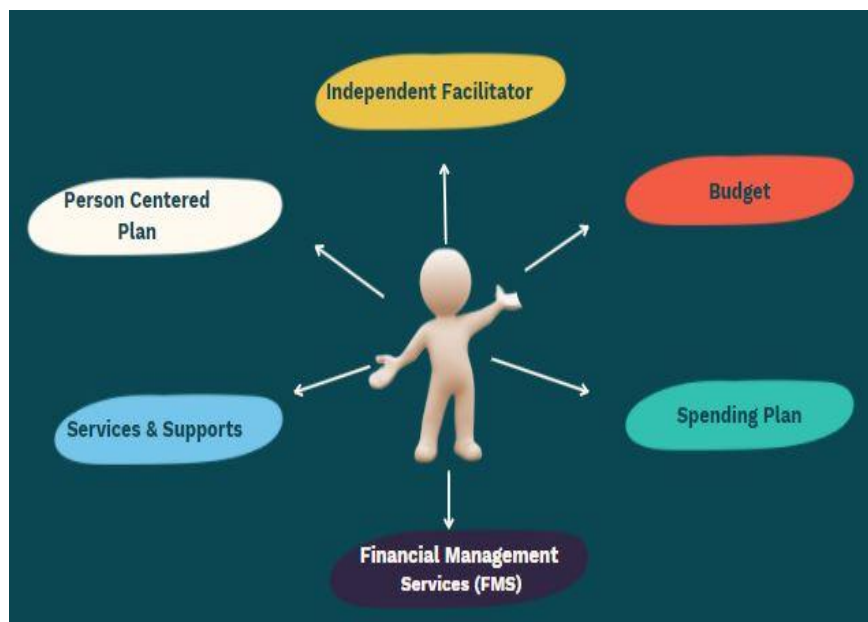 Independent Facilitator
Person Centered
Plan
Budget
Services & Supports
Spending Plan
Financial Management
Services (FMS)